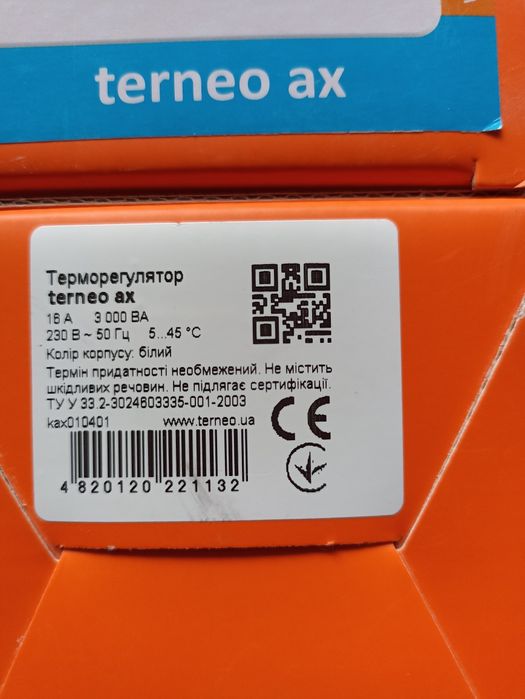 terneo ax
Терморегулятор
terneo ax
16 А 3 000 ВА
230 В ~ 50 Гц 5...45 °C
Колір корпусу: білий
Термін придатності необмежений. Не містить
шкідливих речовин. Не підлягає сертифікації.
ТУ У 33.2-3024603335-001-2003
kax010401 www.terneo.ua
CE
4 820120 221132